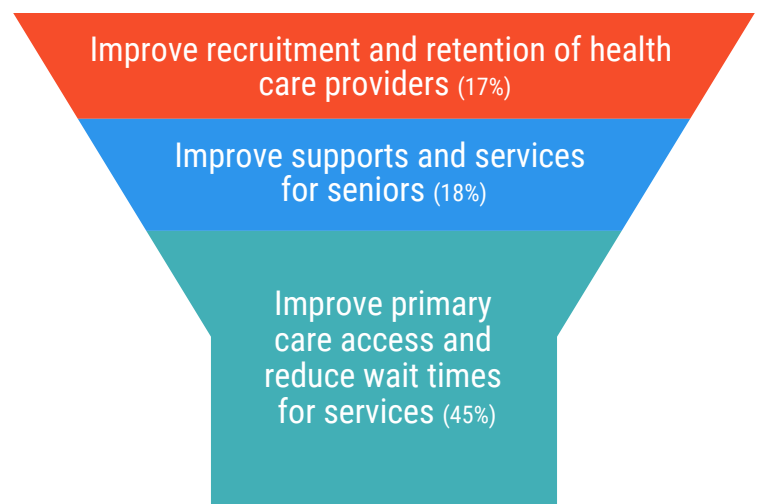 Improve recruitment and retention of health
care providers (17%)
Improve supports and services
for seniors (18%)
Improve primary
care access and
reduce wait times
for services (45%)